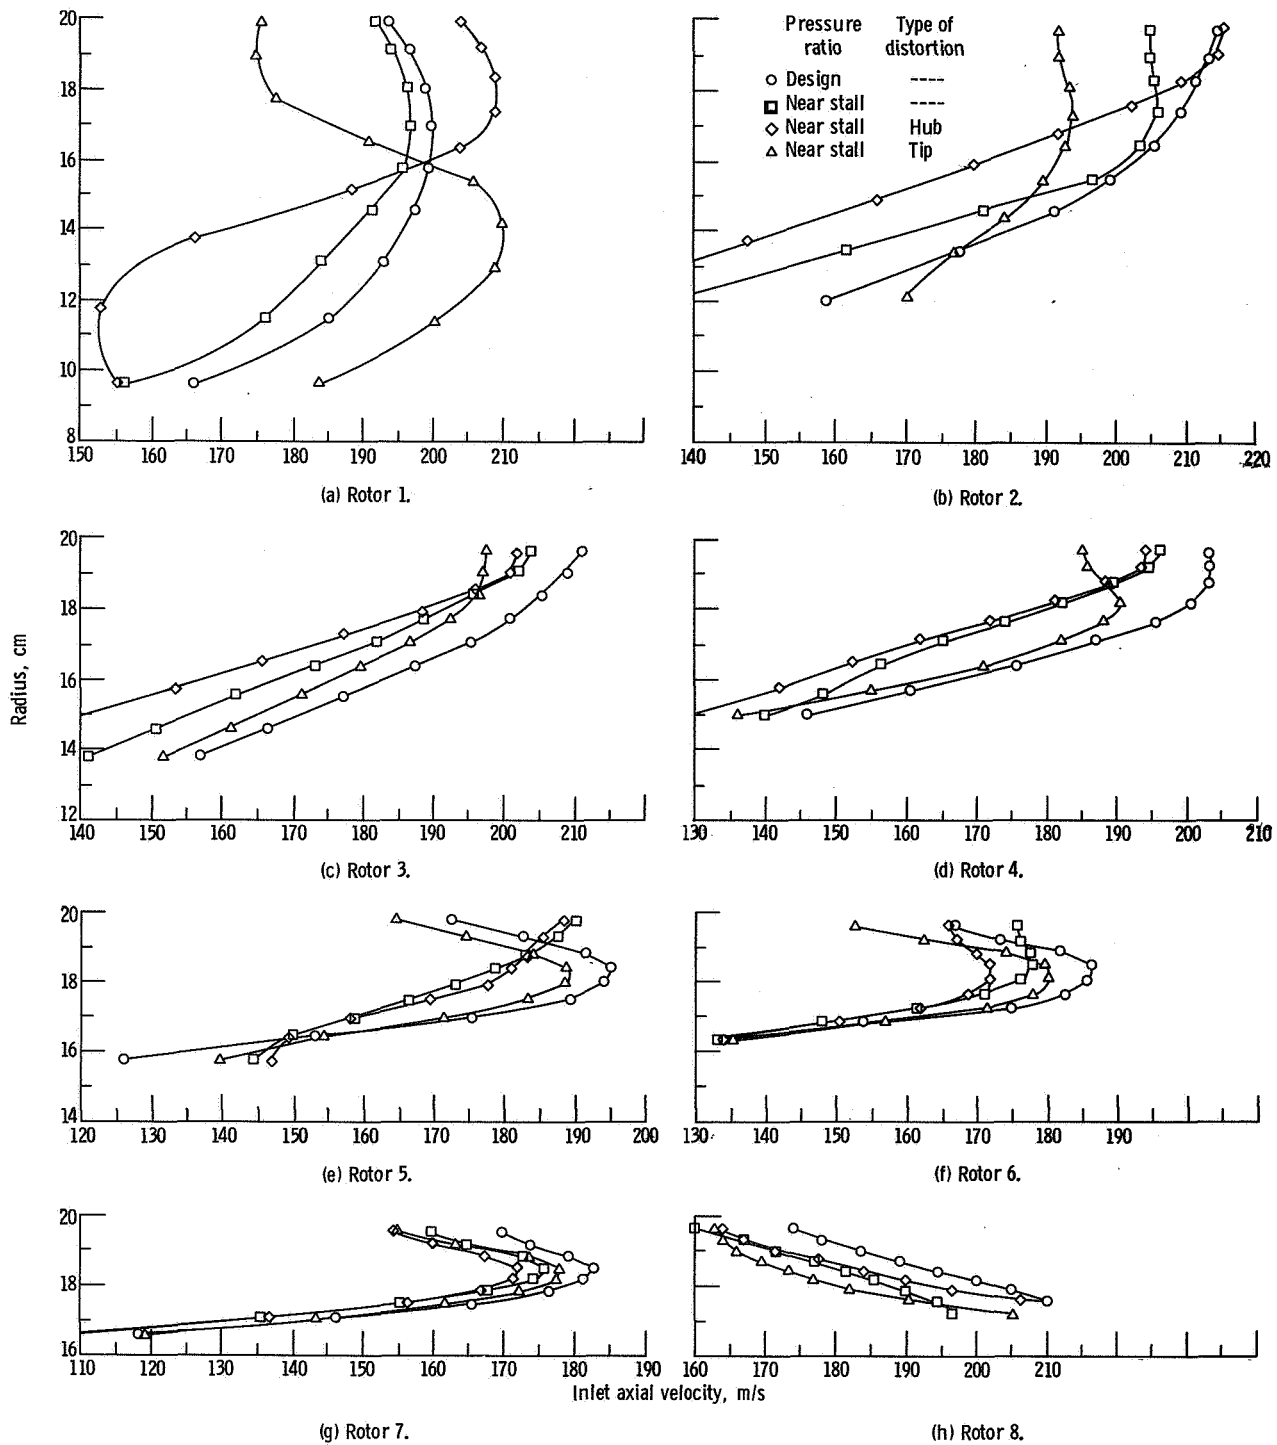 20
18
16
14
12
10
8
150 160 170 180 190 200 210
(a) Rotor 1.
Pressure ratio
Type of distortion
Design ----
Near stall ----
Near stall Hub
Near stall Tip
140 150 160 170 180 190 200 210 220
(b) Rotor 2.
Radius, cm
20
18
16
14
12
140 150 160 170 180 190 200 210
(c) Rotor 3.
130 140 150 160 170 180 190 200 210
(d) Rotor 4.
20
18
16
14
120 130 140 150 160 170 180 190 200
(e) Rotor 5.
130 140 150 160 170 180 190
(f) Rotor 6.
20
18
16
110 120 130 140 150 160 170 180 190
(g) Rotor 7.
160 170 180 190 200 210
(h) Rotor 8.
Inlet axial velocity, m/s